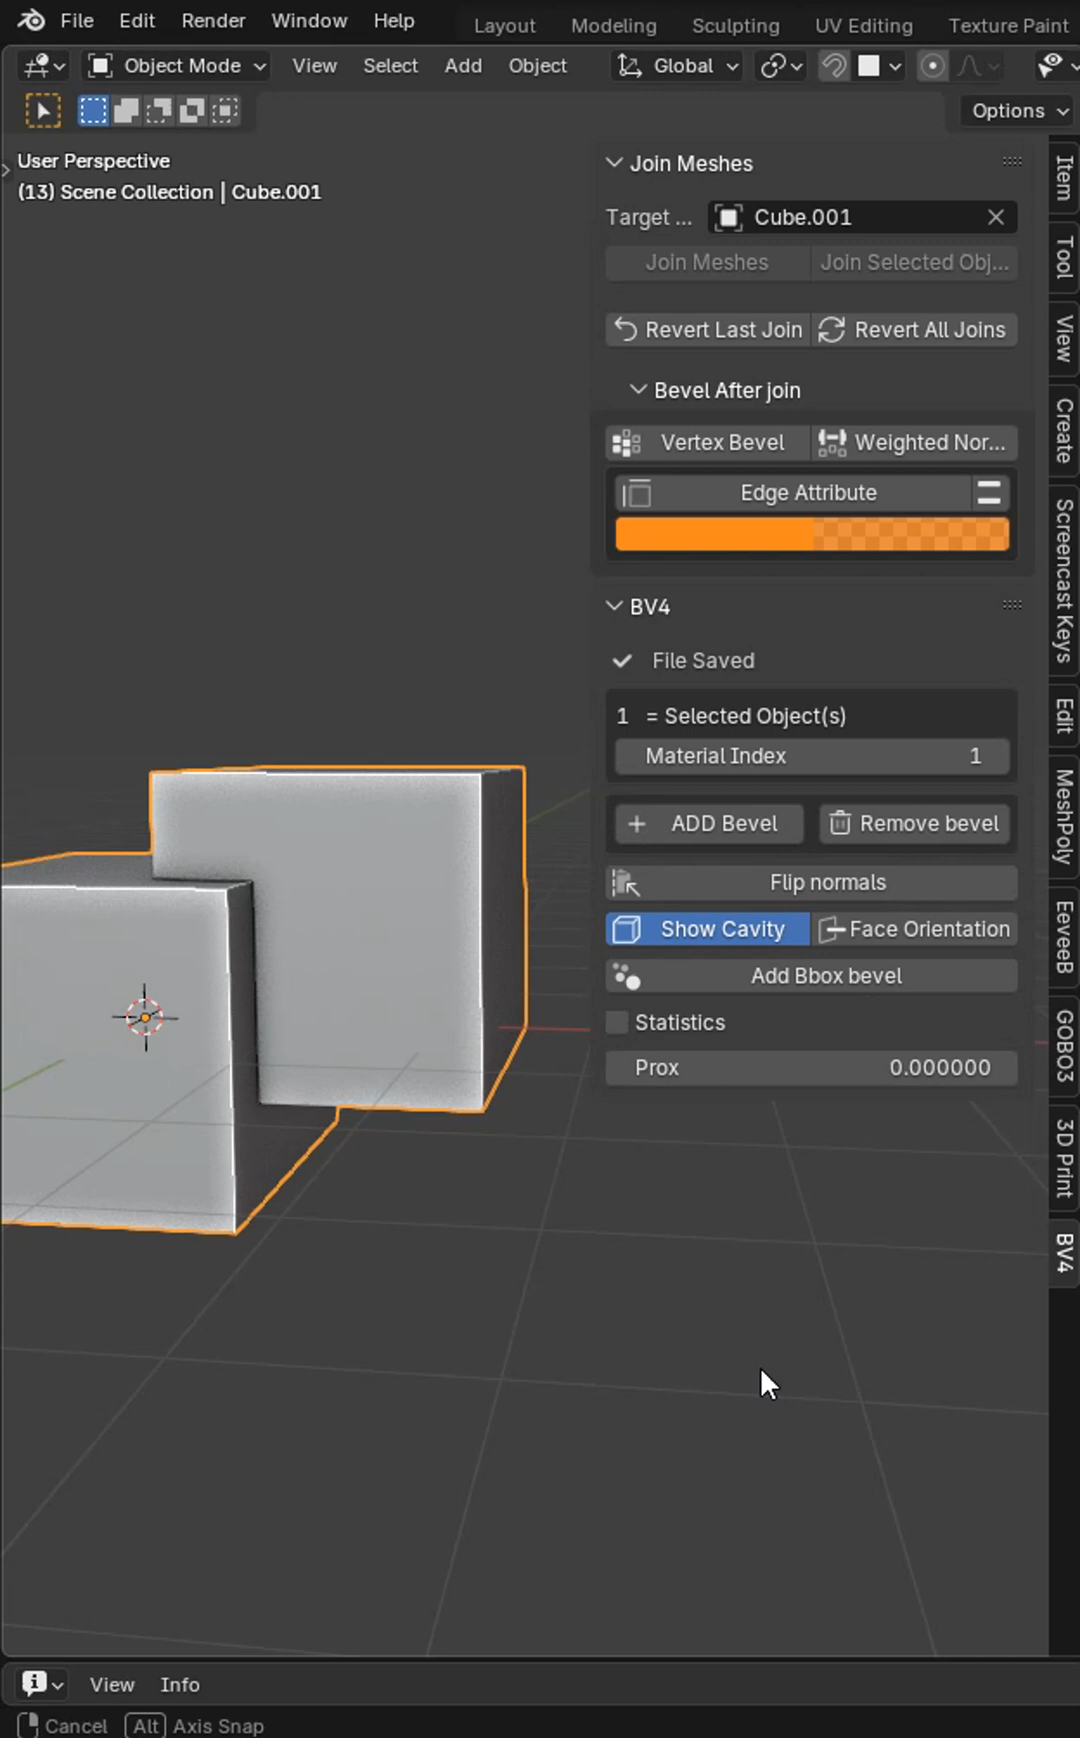 File Edit Render Window Help Layout Modeling Sculpting UV Editing Texture Paint
Object Mode View Select Add Object Global
Options
User Perspective
(13) Scene Collection | Cube.001
Join Meshes
Target ... Cube.001
Join Meshes Join Selected Obj...
Revert Last Join Revert All Joins
Bevel After join
Vertex Bevel Weighted Nor...
Edge Attribute
BV4
File Saved
1 = Selected Object(s)
Material Index 1
ADD Bevel Remove bevel
Flip normals
Show Cavity Face Orientation
Add Bbox bevel
Statistics
Prox 0.000000
Item
Tool
View
Create
Screencast Keys
Edit
MeshPoly
EeveeB
GOBO3
3D Print
BV4
View Info
Cancel Alt Axis Snap